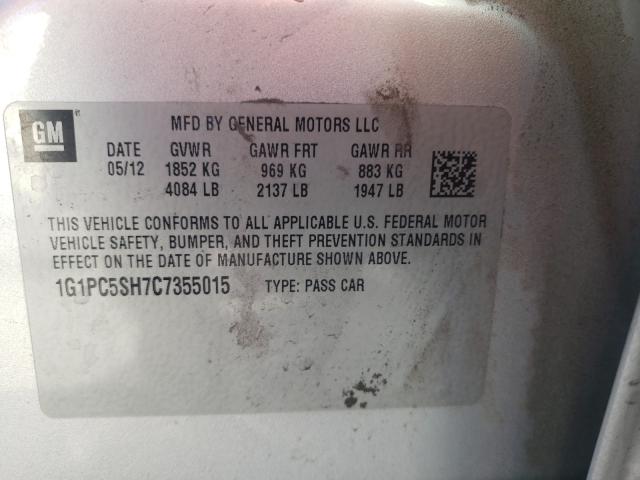 GM
MFD BY GENERAL MOTORS LLC
DATE GVWR GAWR FRT GAWR RR
05/12 1852 KG 969 KG 883 KG
4084 LB 2137 LB 1947 LB
THIS VEHICLE CONFORMS TO ALL APPLICABLE U.S. FEDERAL MOTOR
VEHICLE SAFETY, BUMPER, AND THEFT PREVENTION STANDARDS IN
EFFECT ON THE DATE OF MANUFACTURE SHOWN ABOVE.
1G1PC5SH7C7355015 TYPE: PASS CAR